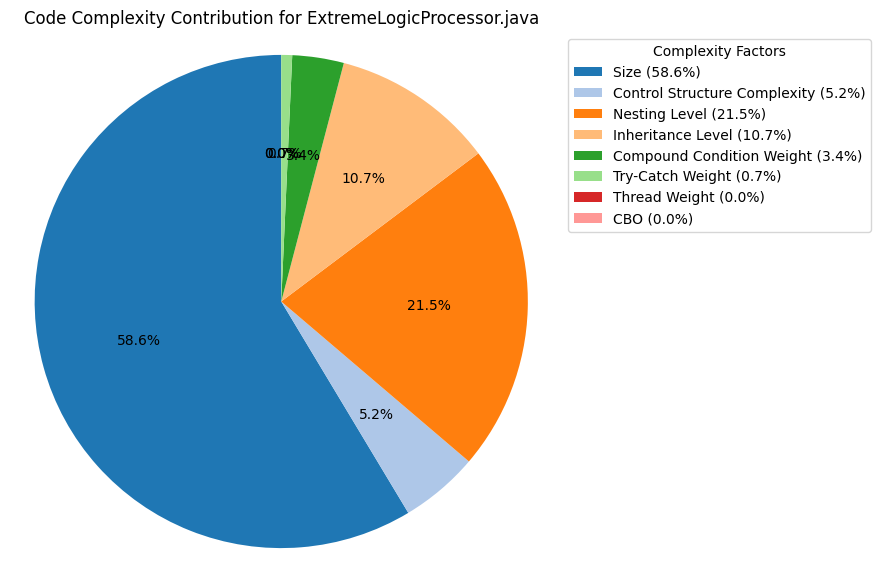 Code Complexity Contribution for ExtremeLogicProcessor.java
Complexity Factors
Size (58.6%)
Control Structure Complexity (5.2%)
Nesting Level (21.5%)
Inheritance Level (10.7%)
Compound Condition Weight (3.4%)
Try-Catch Weight (0.7%)
Thread Weight (0.0%)
CBO (0.0%)
3.4%
10.7%
21.5%
58.6%
5.2%